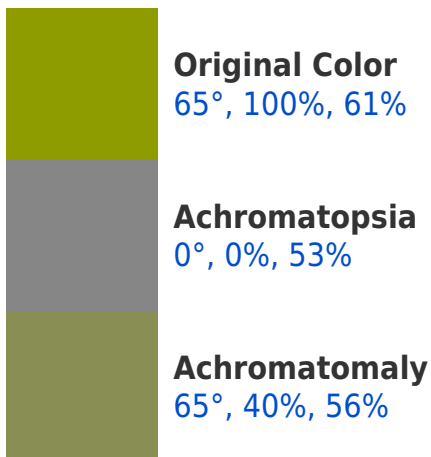 Original Color
65°, 100%, 61%
Achromatopsia
0°, 0%, 53%
Achromatomaly
65°, 40%, 56%